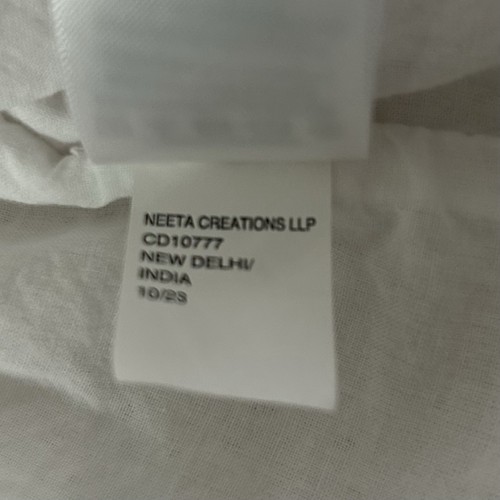 NEETA CREATIONS LLP
CD10777
NEW DELHI/
INDIA
10/23